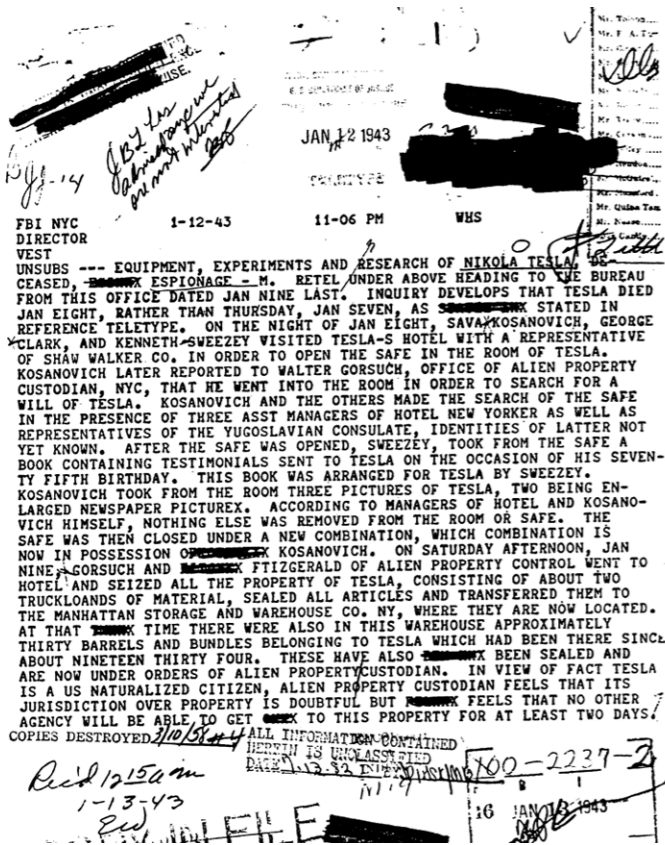 JAN 12 1943
TELETYPE
FBI NYC 1-12-43 11-06 PM WHS
DIRECTOR
VEST
UNSUBS --- EQUIPMENT, EXPERIMENTS AND RESEARCH OF NIKOLA TESLA, DE-
CEASED, ESPIONAGE - M. RETEL UNDER ABOVE HEADING TO THE BUREAU
FROM THIS OFFICE DATED JAN NINE LAST. INQUIRY DEVELOPS THAT TESLA DIED
JAN EIGHT, RATHER THAN THURSDAY, JAN SEVEN, AS STATED IN
REFERENCE TELETYPE. ON THE NIGHT OF JAN EIGHT, SAVA KOSANOVICH, GEORGE
CLARK, AND KENNETH SWEEZEY VISITED TESLA-S HOTEL WITH A REPRESENTATIVE
OF SHAW WALKER CO. IN ORDER TO OPEN THE SAFE IN THE ROOM OF TESLA.
KOSANOVICH LATER REPORTED TO WALTER GORSUCH, OFFICE OF ALIEN PROPERTY
CUSTODIAN, NYC, THAT HE WENT INTO THE ROOM IN ORDER TO SEARCH FOR A
WILL OF TESLA. KOSANOVICH AND THE OTHERS MADE THE SEARCH OF THE SAFE
IN THE PRESENCE OF THREE ASST MANAGERS OF HOTEL NEW YORKER AS WELL AS
REPRESENTATIVES OF THE YUGOSLAVIAN CONSULATE, IDENTITIES OF LATTER NOT
YET KNOWN. AFTER THE SAFE WAS OPENED, SWEEZEY, TOOK FROM THE SAFE A
BOOK CONTAINING TESTIMONIALS SENT TO TESLA ON THE OCCASION OF HIS SEVEN-
TY FIFTH BIRTHDAY. THIS BOOK WAS ARRANGED FOR TESLA BY SWEEZEY.
KOSANOVICH TOOK FROM THE ROOM THREE PICTURES OF TESLA, TWO BEING EN-
LARGED NEWSPAPER PICTUREX. ACCORDING TO MANAGERS OF HOTEL AND KOSANO-
VICH HIMSELF, NOTHING ELSE WAS REMOVED FROM THE ROOM OR SAFE. THE
SAFE WAS THEN CLOSED UNDER A NEW COMBINATION, WHICH COMBINATION IS
NOW IN POSSESSION O KOSANOVICH. ON SATURDAY AFTERNOON, JAN
NINE, GORSUCH AND FTIZGERALD OF ALIEN PROPERTY CONTROL WENT TO
HOTEL AND SEIZED ALL THE PROPERTY OF TESLA, CONSISTING OF ABOUT TWO
TRUCKLOANDS OF MATERIAL, SEALED ALL ARTICLES AND TRANSFERRED THEM TO
THE MANHATTAN STORAGE AND WAREHOUSE CO. NY, WHERE THEY ARE NOW LOCATED.
AT THAT TIME THERE WERE ALSO IN THIS WAREHOUSE APPROXIMATELY
THIRTY BARRELS AND BUNDLES BELONGING TO TESLA WHICH HAD BEEN THERE SINCE
ABOUT NINETEEN THIRTY FOUR. THESE HAVE ALSO BEEN SEALED AND
ARE NOW UNDER ORDERS OF ALIEN PROPERTY CUSTODIAN. IN VIEW OF FACT TESLA
IS A US NATURALIZED CITIZEN, ALIEN PROPERTY CUSTODIAN FEELS THAT ITS
JURISDICTION OVER PROPERTY IS DOUBTFUL BUT FEELS THAT NO OTHER
AGENCY WILL BE ABLE TO GET TO THIS PROPERTY FOR AT LEAST TWO DAYS.
COPIES DESTROYED 3/10/58 #4
ALL INFORMATION CONTAINED
HEREIN IS UNCLASSIFIED
DATE
100-2237-2
Rec'd 12 15 am
1-13-43
16 JAN 13 1943
FILE